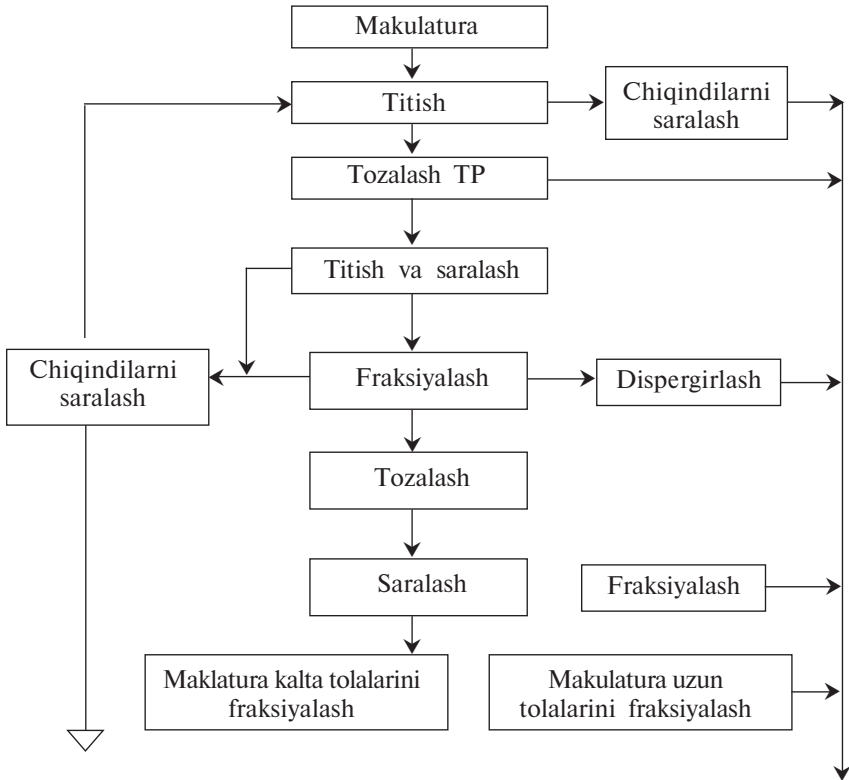 Makulatura
Titish
Chiqindilarni
saralash
Tozalash TP
Titish va saralash
Chiqindilarni
saralash
Fraksiyalash
Dispergirlash
Tozalash
Saralash
Fraksiyalash
Maklatura kalta tolalarini
fraksiyalash
Makulatura uzun
tolalarini fraksiyalash